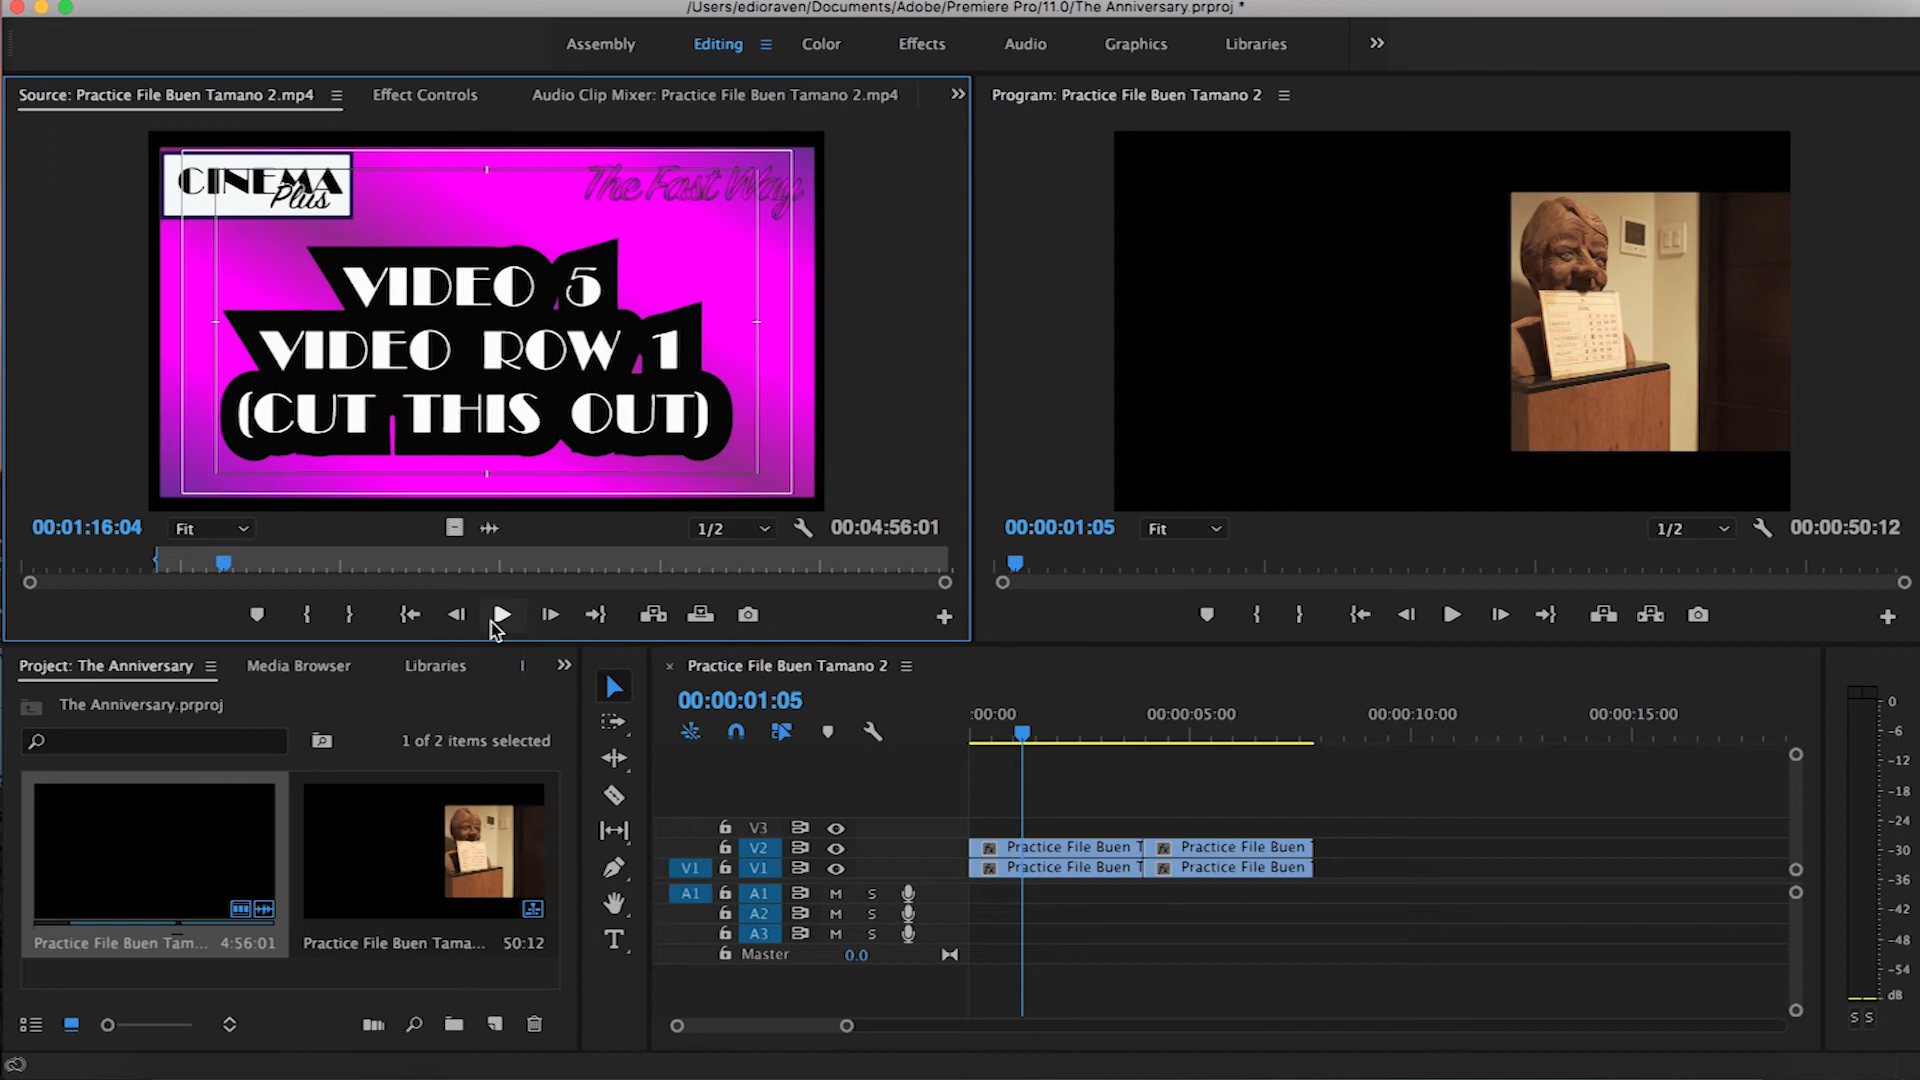 /Users/edioraven/Documents/Adobe/Premiere Pro/11.0/The Anniversary.prproj *
Assembly
Editing
Color
Effects
Audio
Graphics
Libraries
Source: Practice File Buen Tamano 2.mp4
Effect Controls
Audio Clip Mixer: Practice File Buen Tamano 2.mp4
Program: Practice File Buen Tamano 2
CINEMA
Plus
The Fast Way
VIDEO 5
VIDEO ROW 1
(CUT THIS OUT)
00:01:16:04
Fit
1/2
00:04:56:01
00:00:01:05
Fit
1/2
00:00:50:12
Project: The Anniversary
Media Browser
Libraries
The Anniversary.prproj
1 of 2 items selected
Practice File Buen Tam...
4:56:01
Practice File Buen Tama...
50:12
× Practice File Buen Tamano 2
00:00:01:05
:00:00
00:00:05:00
00:00:10:00
00:00:15:00
V3
V2
Practice File Buen T
Practice File Buen
V1 V1
Practice File Buen T
Practice File Buen
A1 A1 M S
A2 M S
A3 M S
Master 0.0
0
-6
-12
-18
-24
-30
-36
-42
-48
-54
dB
S S